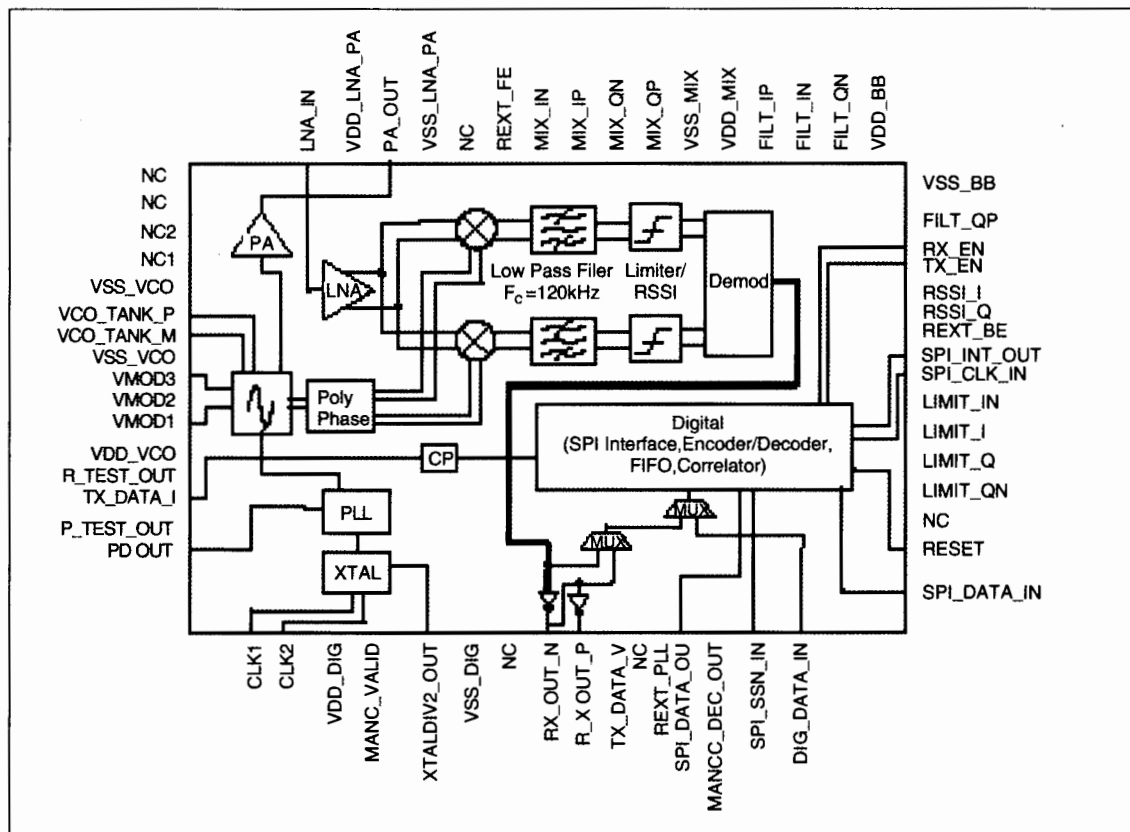 LNA_IN
VDD_LNA_PA
PA_OUT
VSS_LNA_PA
NC
REXT_FE
MIX_IN
MIX_IP
MIX_QN
MIX_QP
VSS_MIX
VDD_MIX
FILT_IP
FILT_IN
FILT_QN
VDD_BB
NC
NC
NC2
NC1
VSS_VCO
VCO_TANK_P
VCO_TANK_M
VSS_VCO
VMOD3
VMOD2
VMOD1
VDD_VCO
R_TEST_OUT
TX_DATA_I
P_TEST_OUT
PD OUT
PA
LNA
Low Pass Filer
FC=120kHz
Limiter/
RSSI
Demod
Poly
Phase
CP
Digital
(SPI Interface,Encoder/Decoder,
FIFO,Correlator)
PLL
XTAL
MUX
MUX
VSS_BB
FILT_QP
RX_EN
TX_EN
RSSI_I
RSSI_Q
REXT_BE
SPI_INT_OUT
SPI_CLK_IN
LIMIT_IN
LIMIT_I
LIMIT_Q
LIMIT_QN
NC
RESET
SPI_DATA_IN
CLK1
CLK2
VDD_DIG
MANC_VALID
XTALDIV2_OUT
VSS_DIG
NC
RX_OUT_N
R_X OUT_P
TX_DATA_V
NC
REXT_PLL
SPI_DATA_OU
MANCC_DEC_OUT
SPI_SSN_IN
DIG_DATA_IN